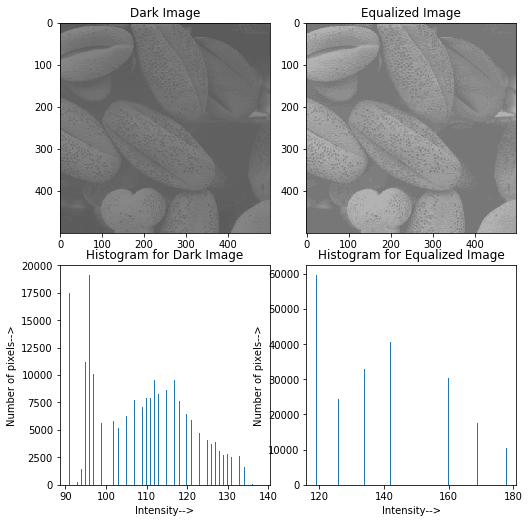 Dark Image
Equalized Image
0
100
200
300
400
0 100 200 300 400
0
100
200
300
400
0 100 200 300 400
Histogram for Dark Image
Histogram for Equalized Image
20000
17500
15000
12500
10000
7500
5000
2500
0
Number of pixels-->
90 100 110 120 130 140
Intensity-->
60000
50000
40000
30000
20000
10000
0
Number of pixels-->
120 140 160 180
Intensity-->